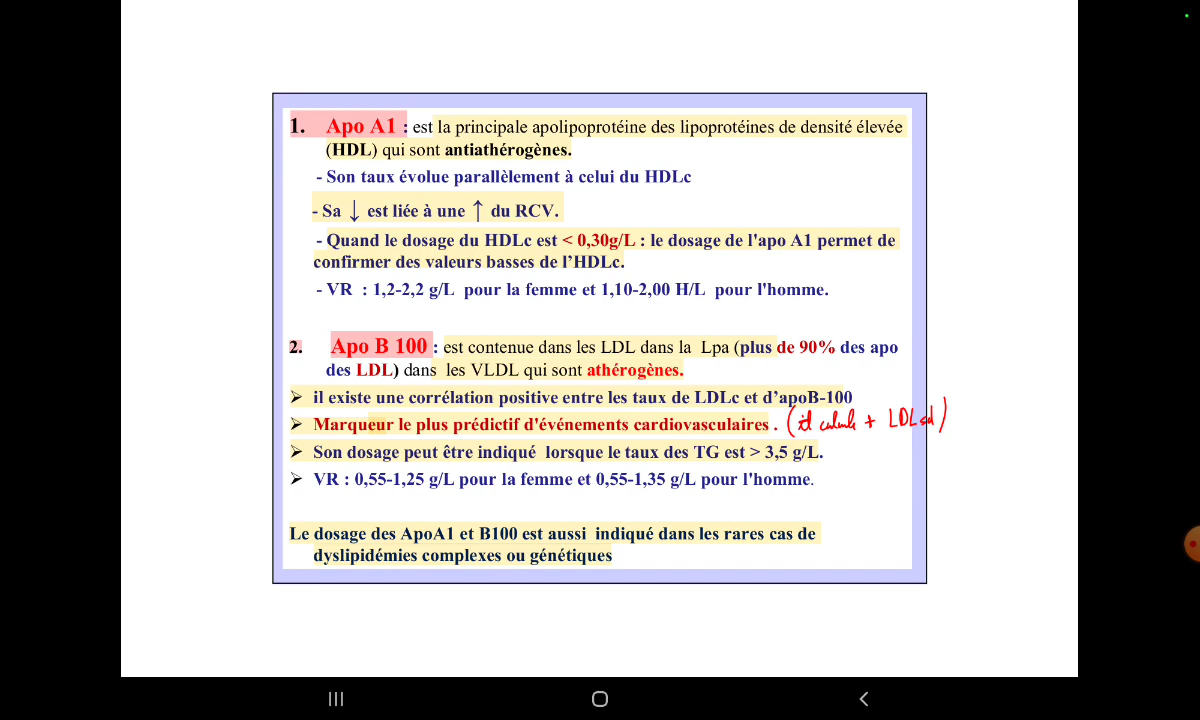 1. Apo A1 : est la principale apolipoprotéine des lipoprotéines de densité élevée
(HDL) qui sont antiathérogènes.
- Son taux évolue parallèlement à celui du HDLc
- Sa ↓ est liée à une ↑ du RCV.
- Quand le dosage du HDLc est < 0,30g/L : le dosage de l'apo A1 permet de
confirmer des valeurs basses de l'HDLc.
- VR : 1,2-2,2 g/L pour la femme et 1,10-2,00 H/L pour l'homme.
2. Apo B 100 : est contenue dans les LDL dans la Lpa (plus de 90% des apo
des LDL) dans les VLDL qui sont athérogènes.
➢ il existe une corrélation positive entre les taux de LDLc et d'apoB-100
➢ Marqueur le plus prédictif d'événements cardiovasculaires . ( + LDL )
➢ Son dosage peut être indiqué lorsque le taux des TG est > 3,5 g/L.
➢ VR : 0,55-1,25 g/L pour la femme et 0,55-1,35 g/L pour l'homme.
Le dosage des ApoA1 et B100 est aussi indiqué dans les rares cas de
dyslipidémies complexes ou génétiques